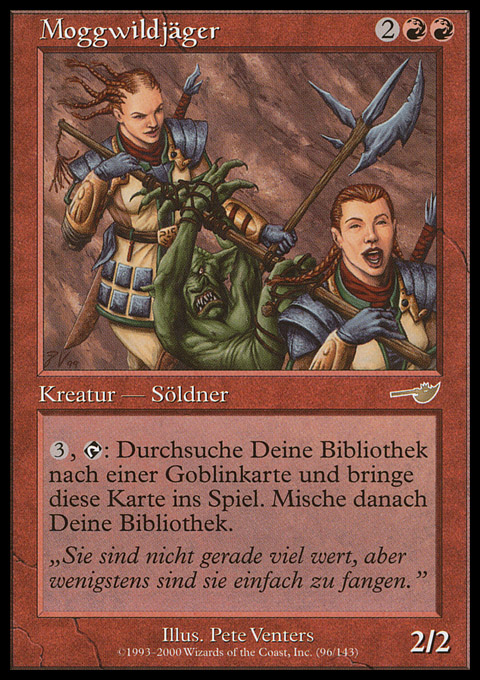 Moggwildjäger 2
Kreatur — Söldner
3, : Durchsuche Deine Bibliothek
nach einer Goblinkarte und bringe
diese Karte ins Spiel. Mische danach
Deine Bibliothek.
„Sie sind nicht gerade viel wert, aber
wenigstens sind sie einfach zu fangen.”
Illus. Pete Venters
©1993–2000 Wizards of the Coast, Inc. (96/143)
2/2